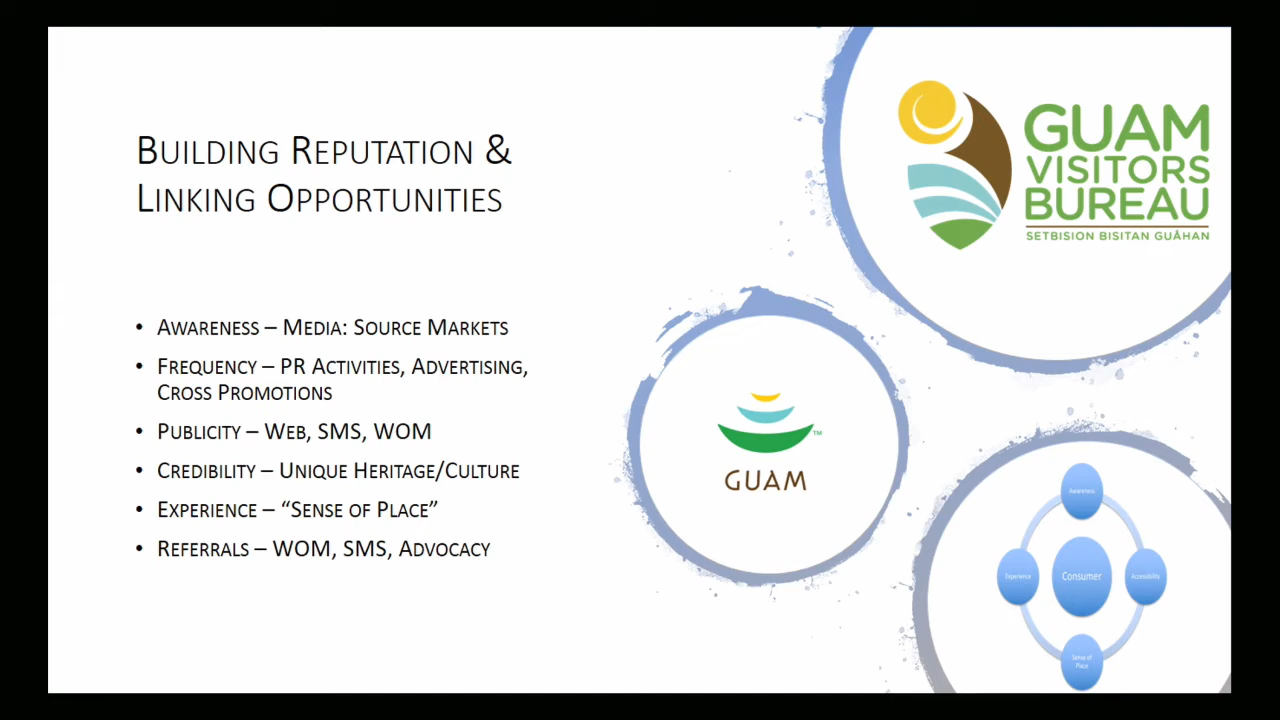 Building Reputation &
Linking Opportunities
• Awareness – Media: Source Markets
• Frequency – PR Activities, Advertising,
Cross Promotions
• Publicity – Web, SMS, WOM
• Credibility – Unique Heritage/Culture
• Experience – “Sense of Place”
• Referrals – WOM, SMS, Advocacy
GUAM
VISITORS
BUREAU
SETBISION BISITAN GUÅHAN
TM
GUAM
Awareness
Experience
Consumer
Accessibility
Sense of
Place